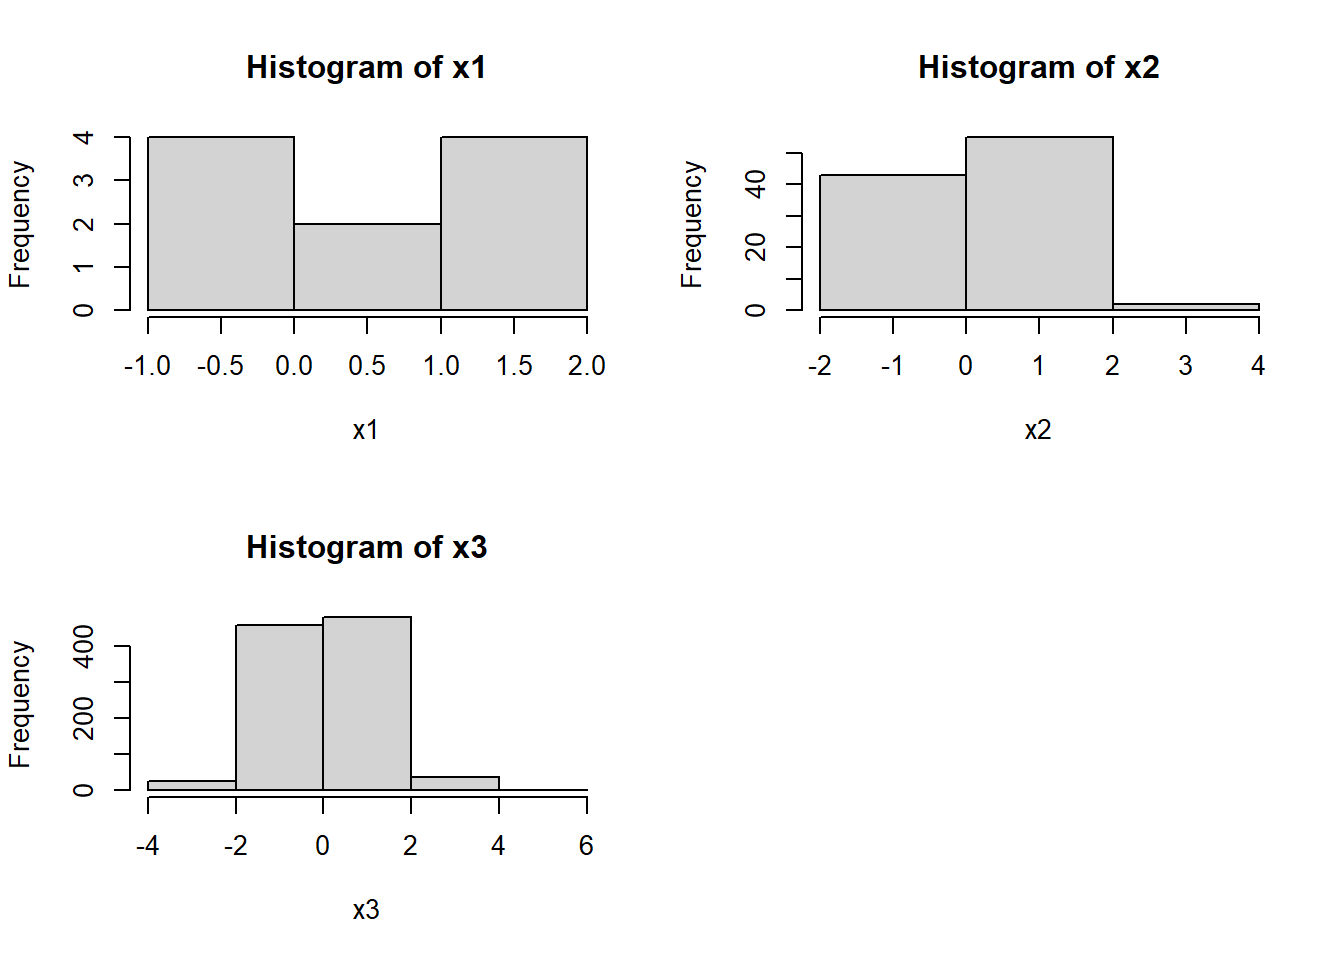 Histogram of x1
Frequency
0 1 2 3 4
-1.0 -0.5 0.0 0.5 1.0 1.5 2.0
x1
Histogram of x2
Frequency
0 20 40
-2 -1 0 1 2 3 4
x2
Histogram of x3
Frequency
0 200 400
-4 -2 0 2 4 6
x3